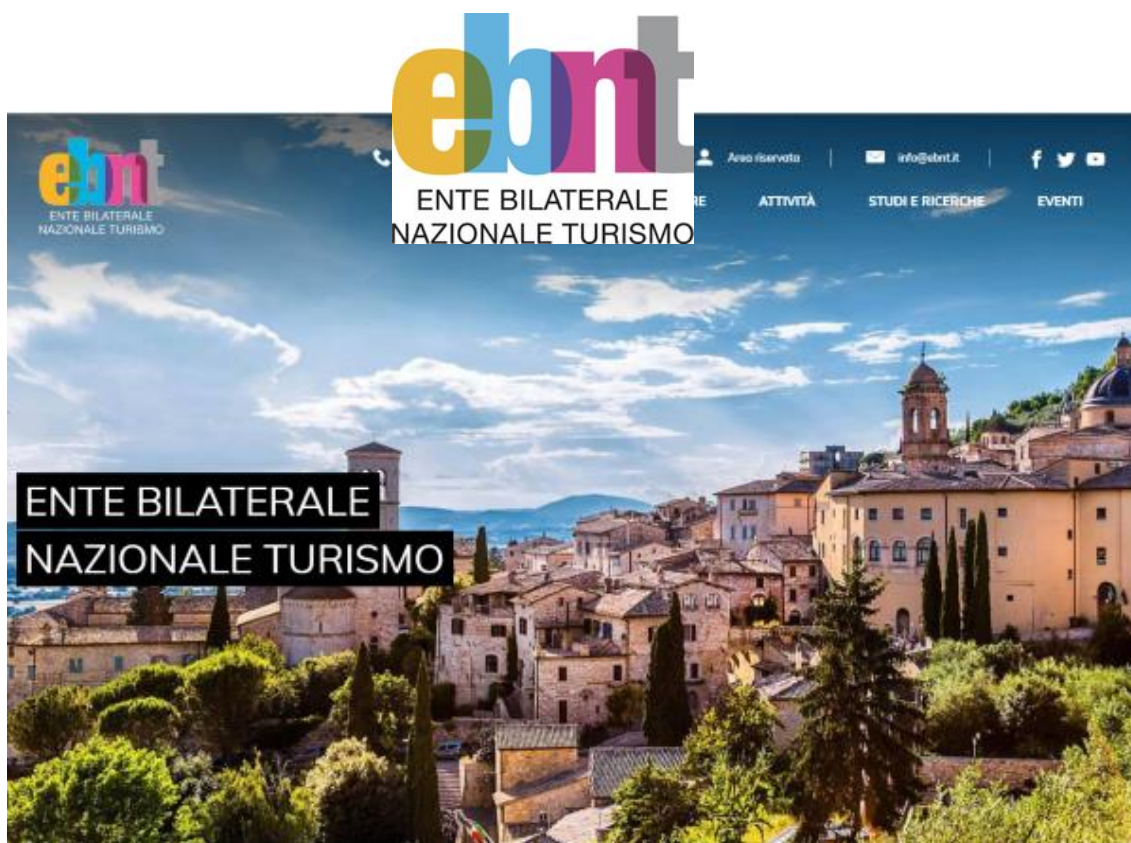 ebnt
ENTE BILATERALE
NAZIONALE TURISMO
ebnt
ENTE BILATERALE
NAZIONALE TURISMO
Area riservata
info@ebnt.it
ATTIVITÀ
STUDI E RICERCHE
EVENTI
ENTE BILATERALE
NAZIONALE TURISMO